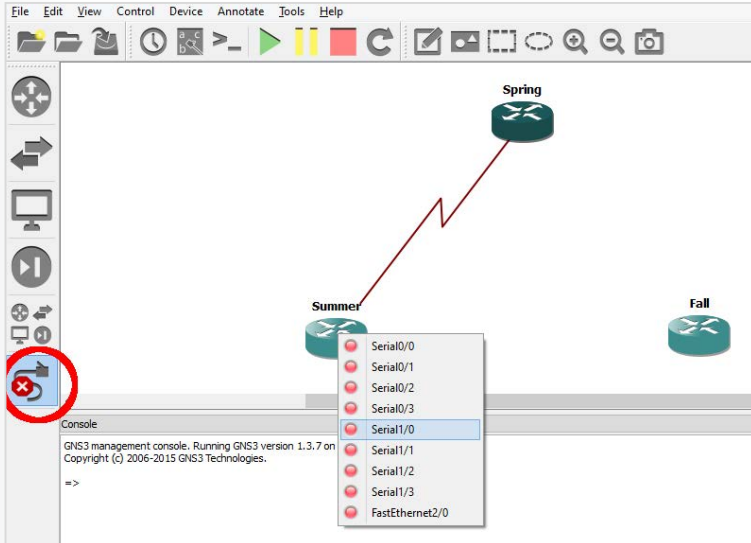 File Edit View Control Device Annotate Tools Help
Spring
Summer
Fall
Serial0/0
Serial0/1
Serial0/2
Serial0/3
Serial1/0
Serial1/1
Serial1/2
Serial1/3
FastEthernet2/0
Console
GNS3 management console. Running GNS3 version 1.3.7 on
Copyright (c) 2006-2015 GNS3 Technologies.
=>